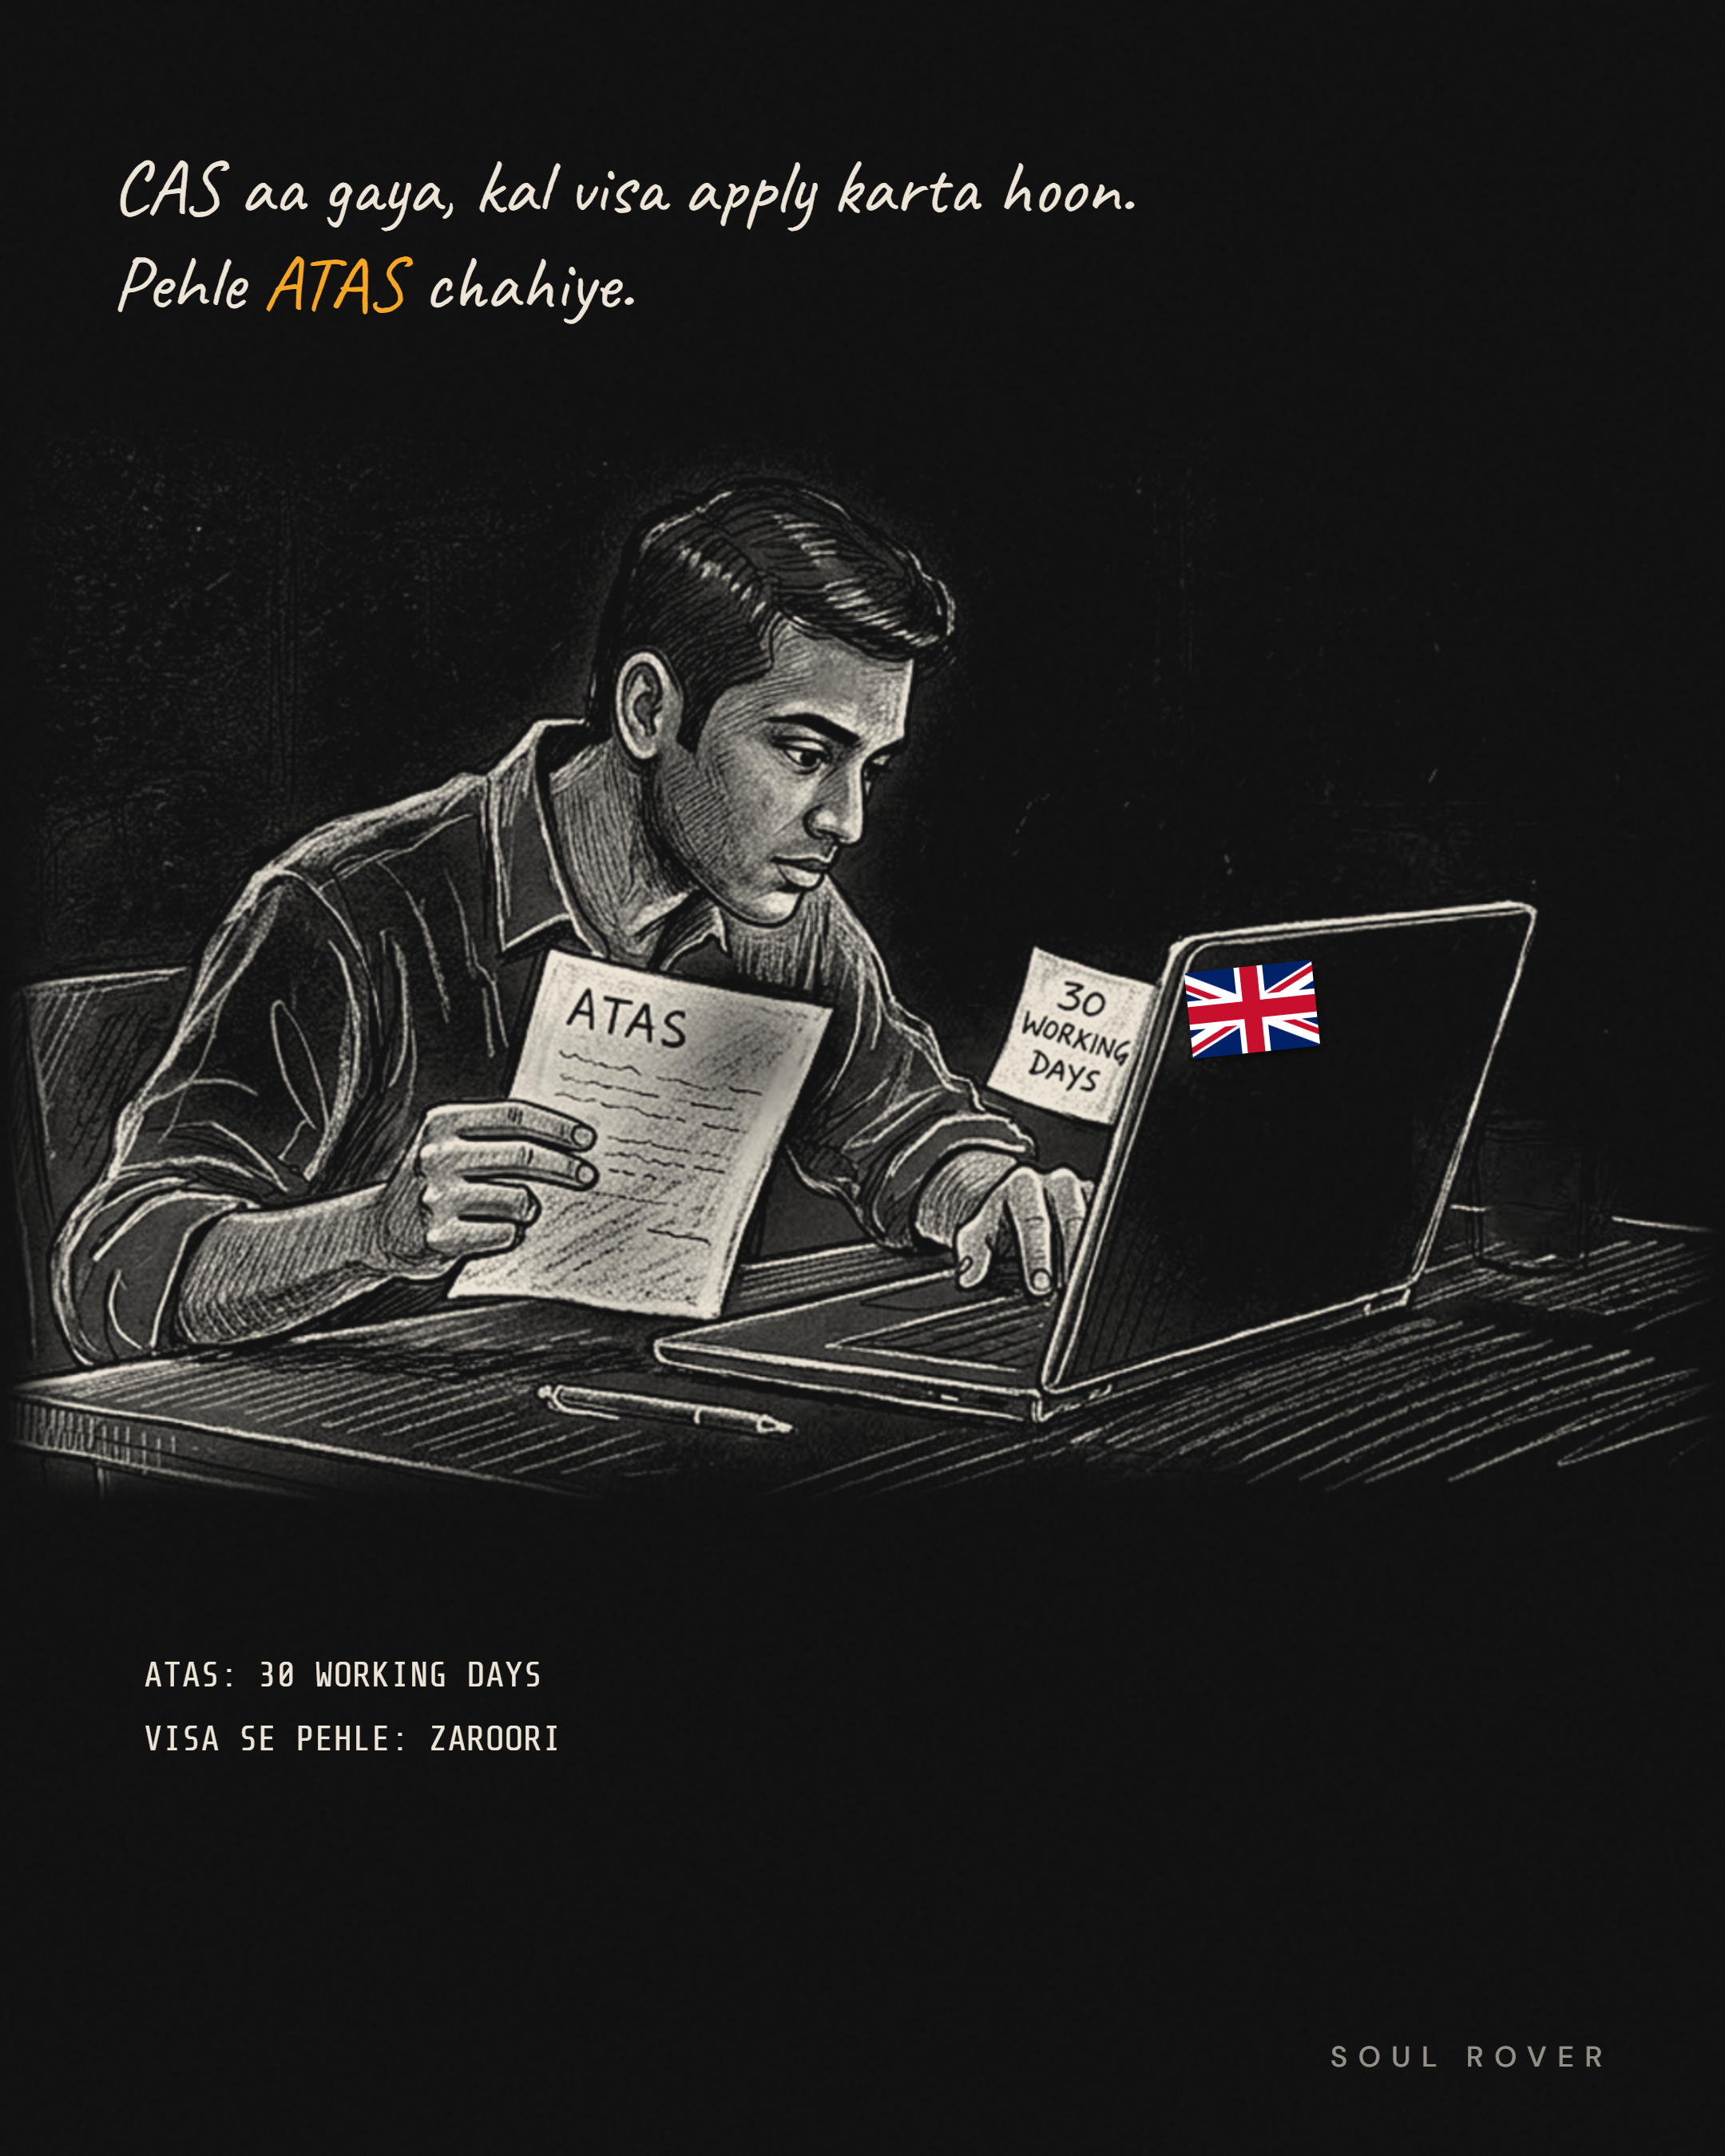 CAS aa gaya, kal visa apply karta hoon.
Pehle ATAS chahiye.
ATAS
30
WORKING
DAYS
ATAS: 30 WORKING DAYS
VISA SE PEHLE: ZAROORI
SOUL ROVER